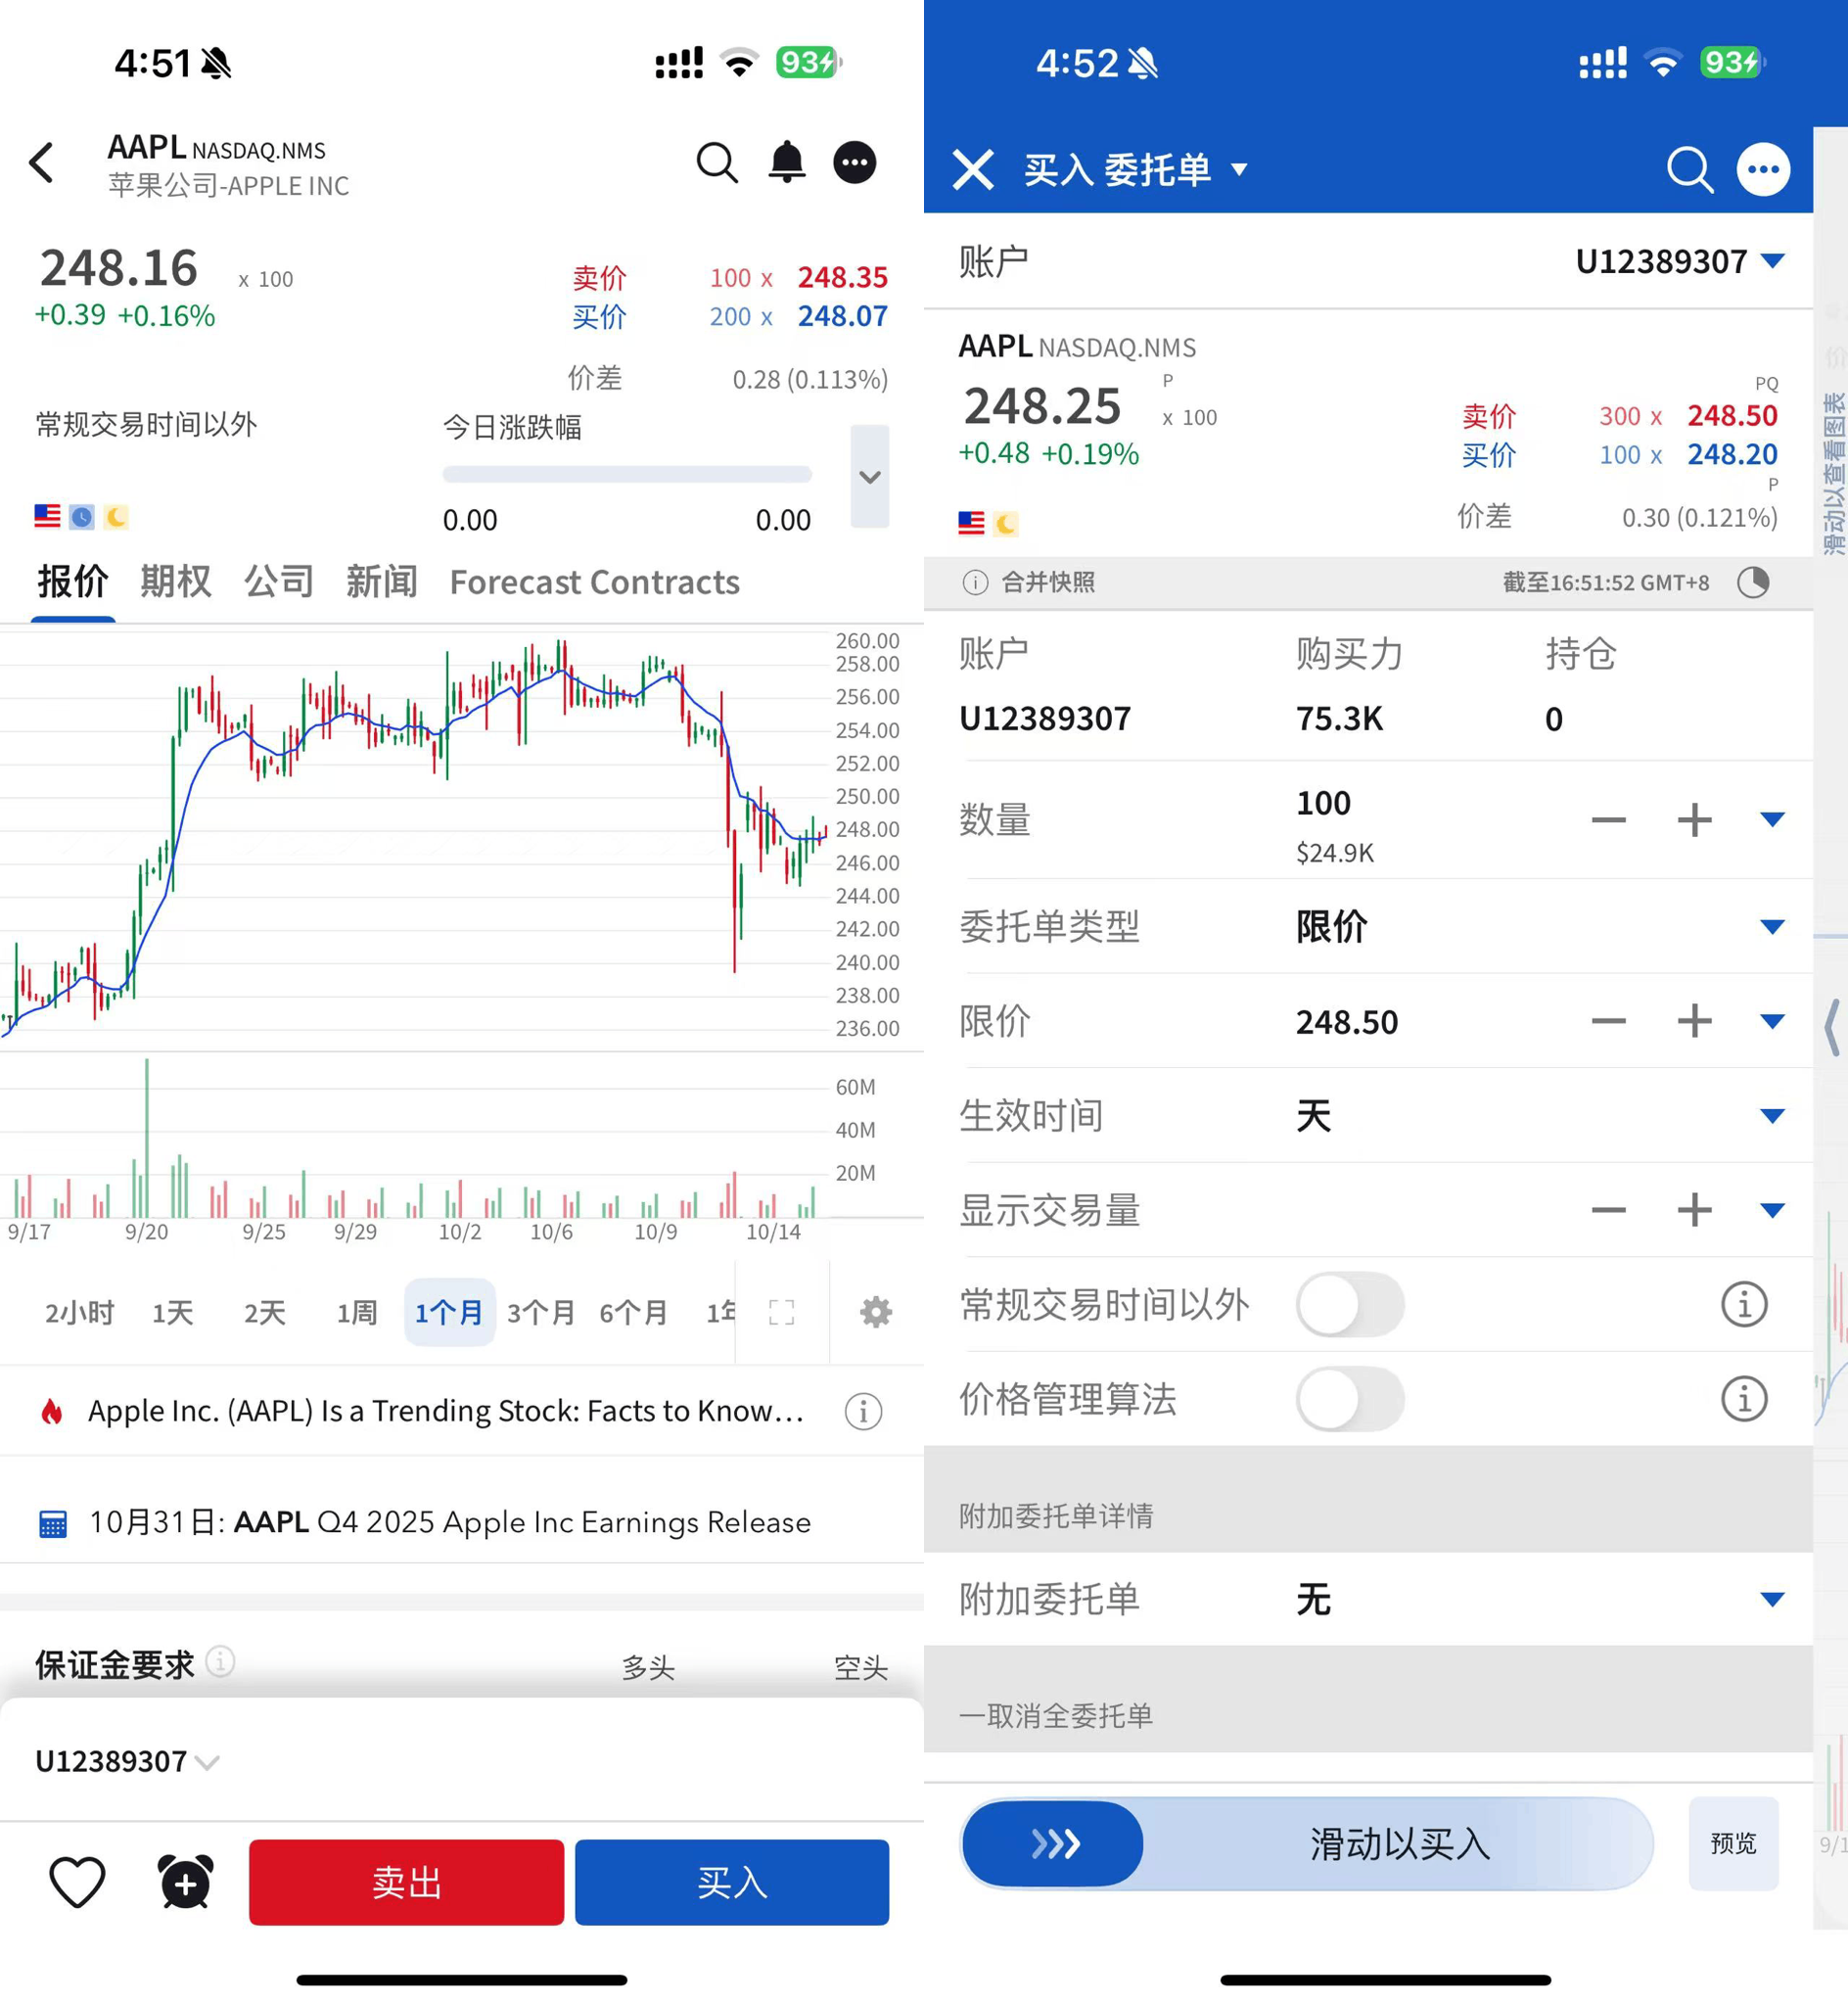 4:51
93
AAPL NASDAQ.NMS
苹果公司-APPLE INC
248.16 x 100
+0.39 +0.16%
卖价 100 x 248.35
买价 200 x 248.07
价差 0.28 (0.113%)
常规交易时间以外
今日涨跌幅
0.00 0.00
报价 期权 公司 新闻 Forecast Contracts
260.00
258.00
256.00
254.00
252.00
250.00
248.00
246.00
244.00
242.00
240.00
238.00
236.00
60M
40M
20M
9/17 9/20 9/25 9/29 10/2 10/6 10/9 10/14
2小时 1天 2天 1周 1个月 3个月 6个月
Apple Inc. (AAPL) Is a Trending Stock: Facts to Know...
10月31日: AAPL Q4 2025 Apple Inc Earnings Release
保证金要求 多头 空头
U12389307
卖出 买入
4:52
93
买入 委托单
账户 U12389307
AAPL NASDAQ.NMS
P
248.25 x 100
+0.48 +0.19%
PQ
卖价 300 x 248.50
买价 100 x 248.20
P
价差 0.30 (0.121%)
合并快照 截至16:51:52 GMT+8
账户 购买力 持仓
U12389307 75.3K 0
数量 100
$24.9K
委托单类型 限价
限价 248.50
生效时间 天
显示交易量
常规交易时间以外
价格管理算法
附加委托单详情
附加委托单 无
一取消全委托单
滑动以买入
预览
滑动以查看图表